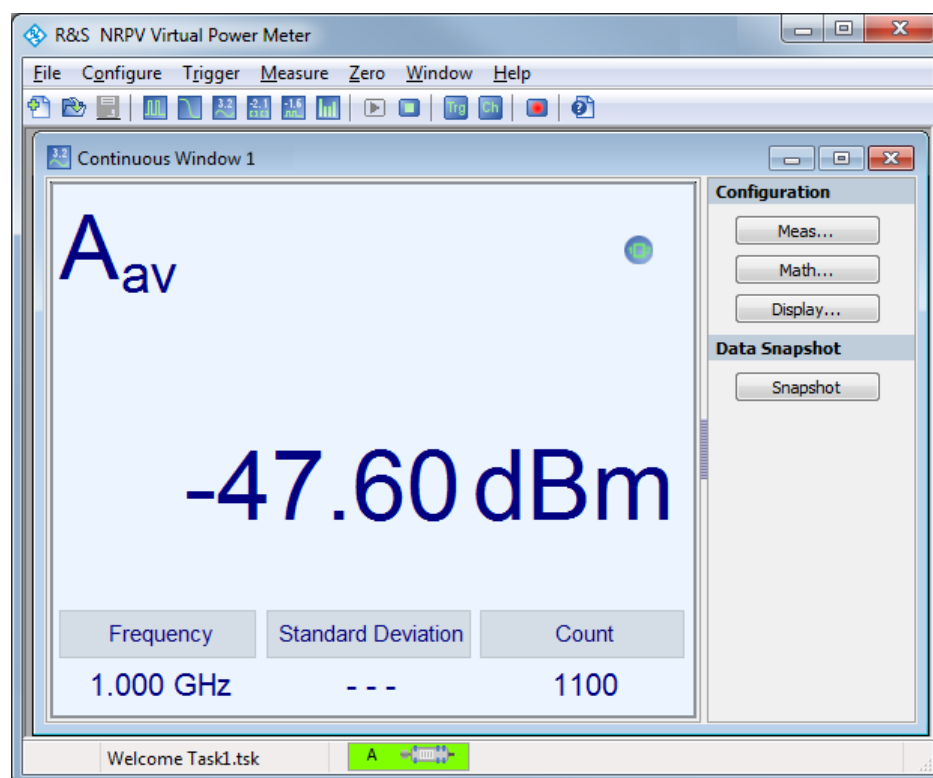 R&S NRPV Virtual Power Meter
File Configure Trigger Measure Zero Window Help
3.2 -2.1 -1.6 Trg Ch
3.2 Continuous Window 1
Aav
-47.60 dBm
Frequency Standard Deviation Count
1.000 GHz - - - 1100
Configuration
Meas...
Math...
Display...
Data Snapshot
Snapshot
Welcome Task1.tsk A